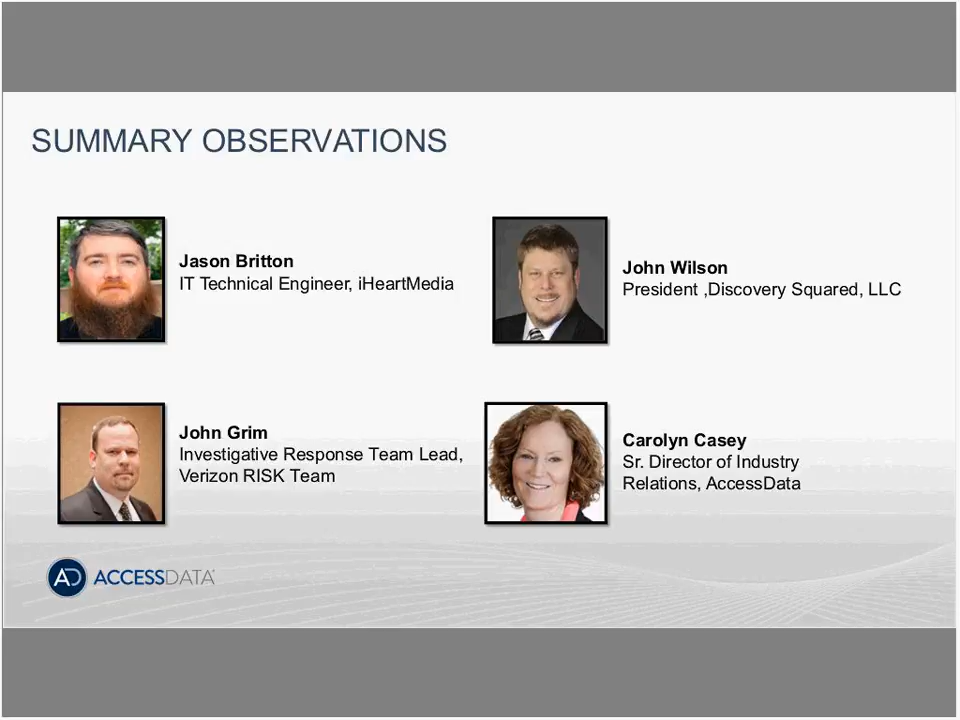 SUMMARY OBSERVATIONS
Jason Britton
IT Technical Engineer, iHeartMedia
John Wilson
President ,Discovery Squared, LLC
John Grim
Investigative Response Team Lead,
Verizon RISK Team
Carolyn Casey
Sr. Director of Industry
Relations, AccessData
AD ACCESSDATA